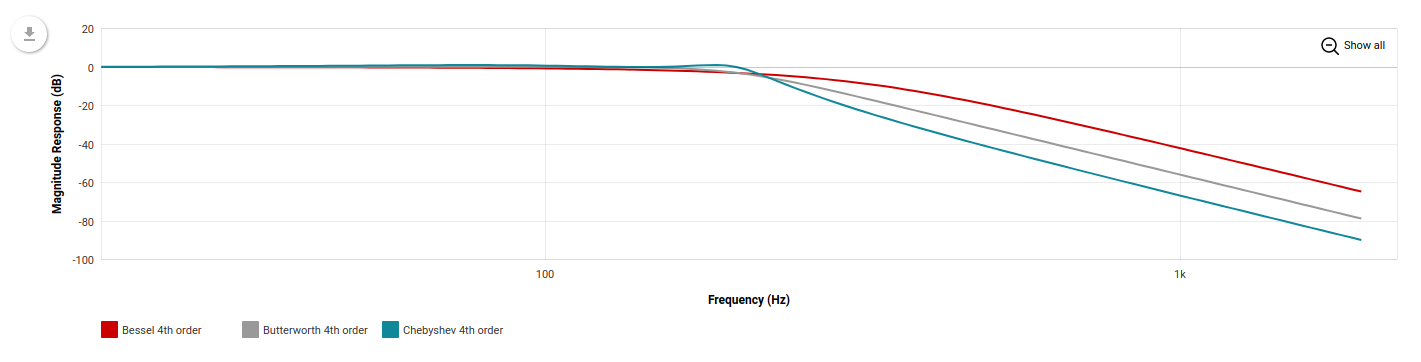 20
Show all
0
-20
-40
-60
-80
-100
Magnitude Response (dB)
100
1k
Frequency (Hz)
Bessel 4th order
Butterworth 4th order
Chebyshev 4th order